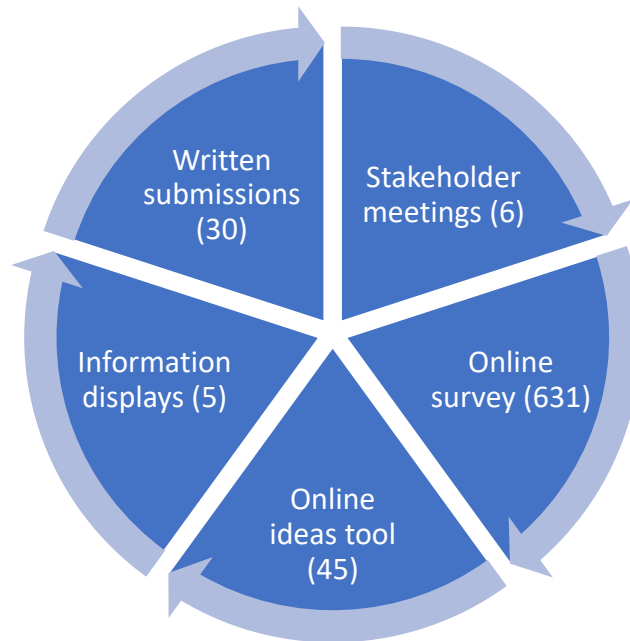 Written
submissions
(30)
Stakeholder
meetings (6)
Information
displays (5)
Online
survey (631)
Online
ideas tool
(45)